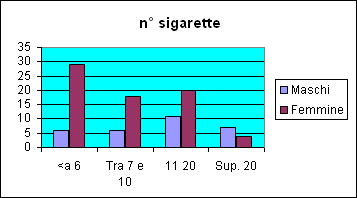 n° sigarette
35
30
25
20
15
10
5
0
<a 6
Tra 7 e
10
11 20
Sup. 20
Maschi
Femmine